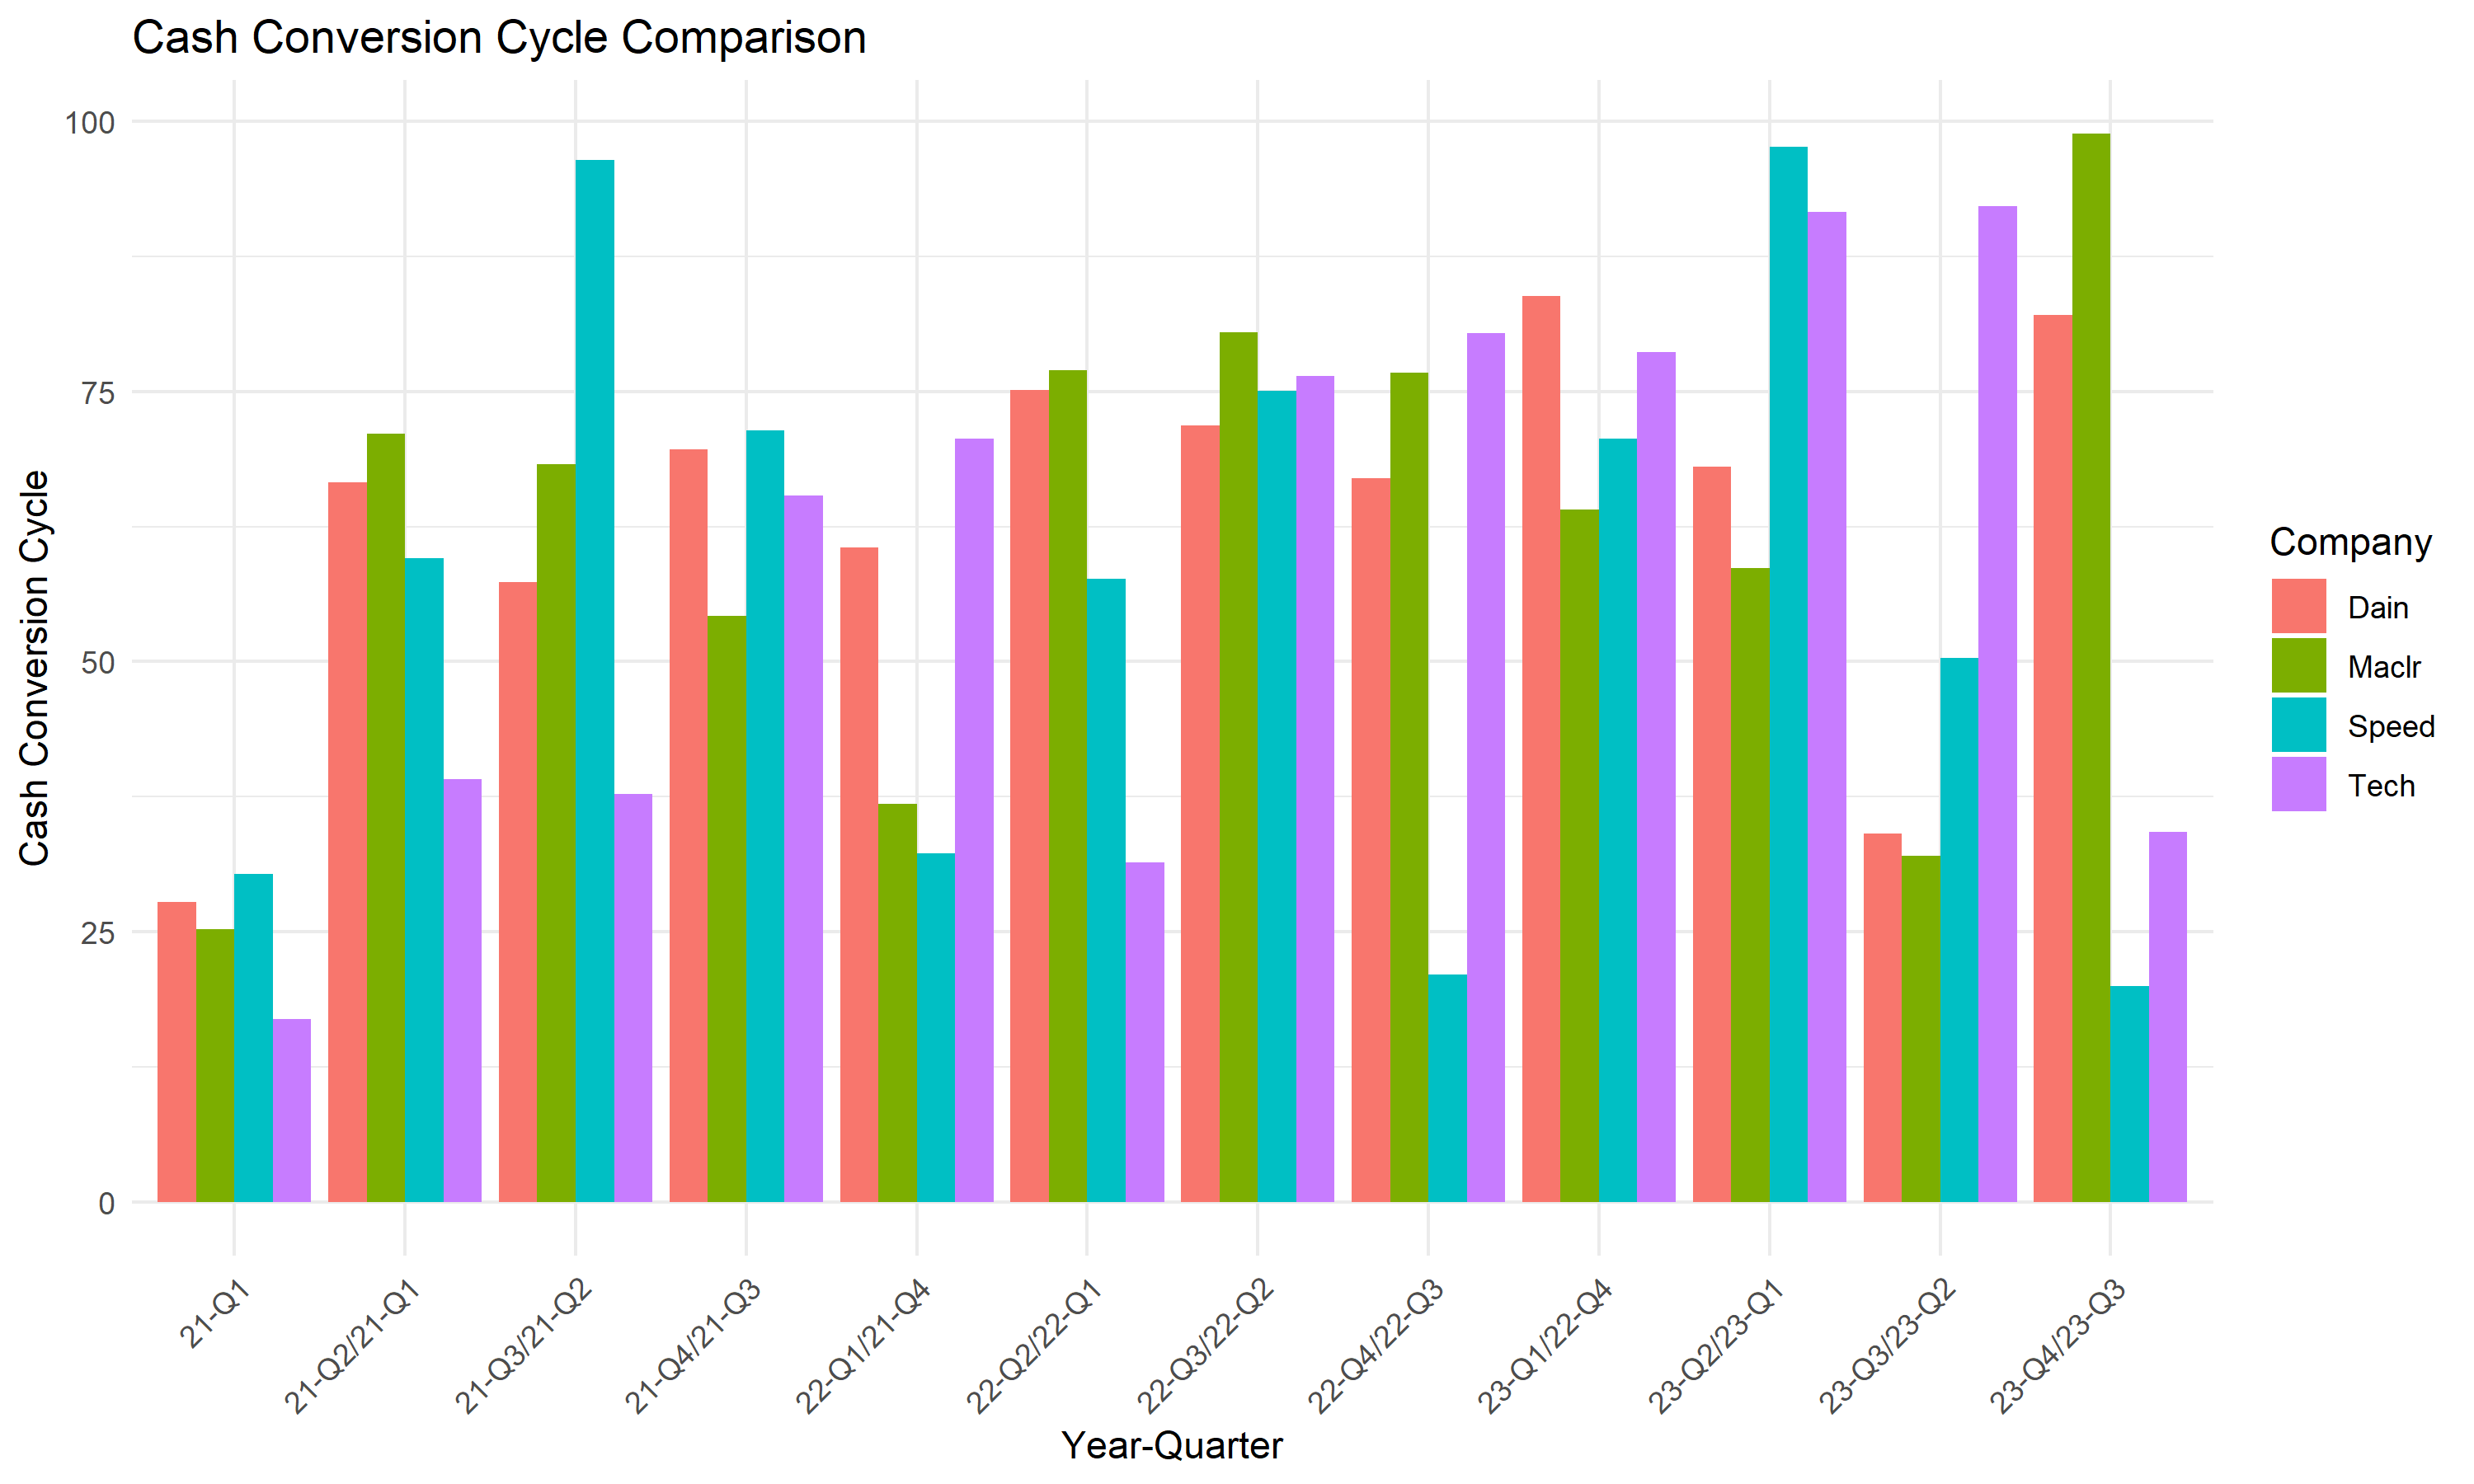 Cash Conversion Cycle Comparison
Cash Conversion Cycle
100
75
50
25
0
21-Q1
21-Q2/21-Q1
21-Q3/21-Q2
21-Q4/21-Q3
22-Q1/21-Q4
22-Q2/22-Q1
22-Q3/22-Q2
22-Q4/22-Q3
23-Q1/22-Q4
23-Q2/23-Q1
23-Q3/23-Q2
23-Q4/23-Q3
Year-Quarter
Company
Dain
Maclr
Speed
Tech